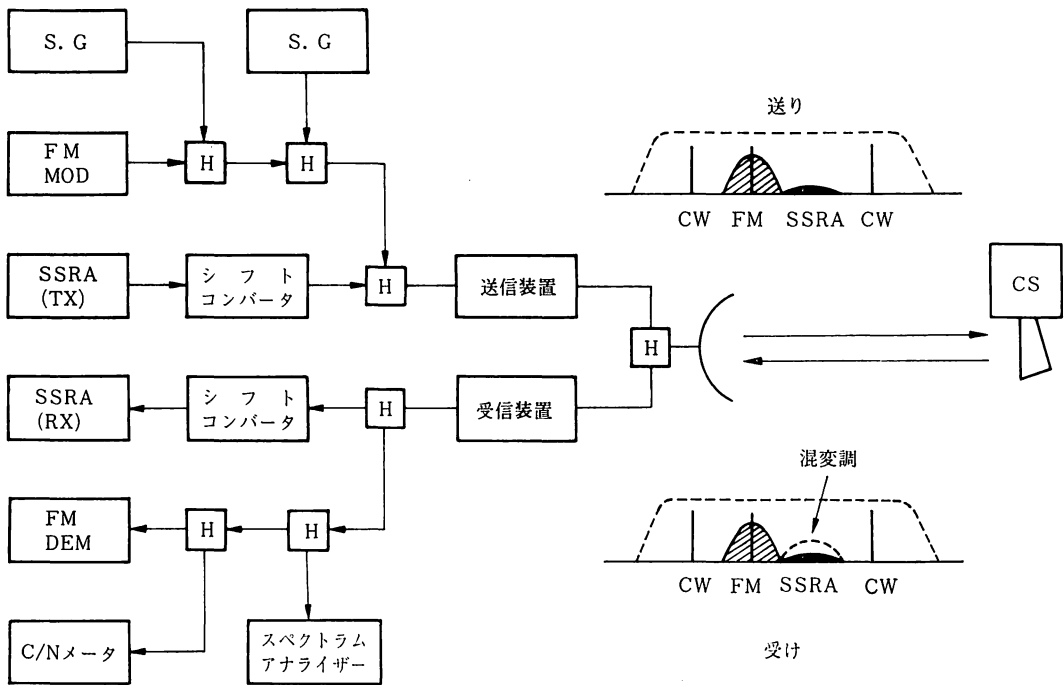 S. G
S. G
送り
F M
MOD
H
H
CW FM SSRA CW
SSRA
(TX)
シフト
コンバータ
H
送信装置
CS
H
SSRA
(RX)
シフト
コンバータ
H
受信装置
混変調
FM
DEM
H
H
CW FM SSRA CW
C/Nメータ
スペクトラム
アナライザー
受け